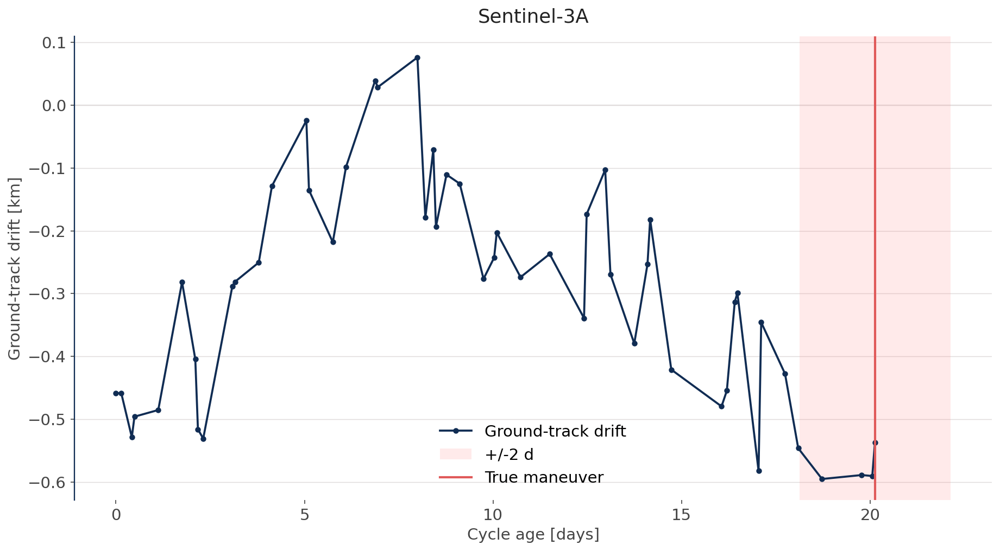 Sentinel-3A
Ground-track drift [km]
0.1
0.0
−0.1
−0.2
−0.3
−0.4
−0.5
−0.6
Ground-track drift
+/-2 d
True maneuver
0 5 10 15 20
Cycle age [days]